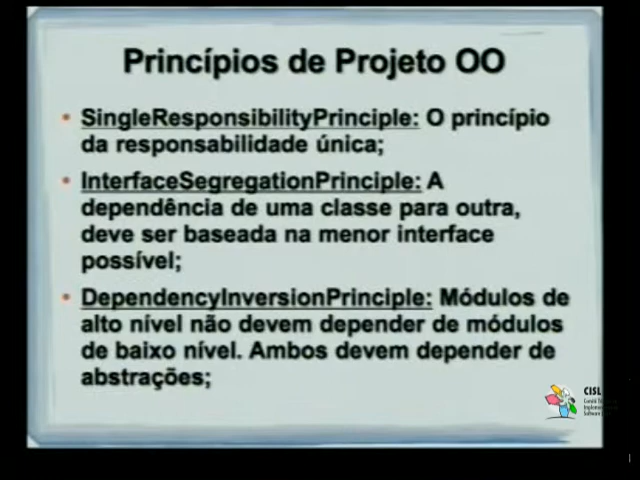 Princípios de Projeto OO
• SingleResponsibilityPrinciple: O princípio
da responsabilidade única;
• InterfaceSegregationPrinciple: A
dependência de uma classe para outra,
deve ser baseada na menor interface
possível;
• DependencyInversionPrinciple: Módulos de
alto nível não devem depender de módulos
de baixo nível. Ambos devem depender de
abstrações;
CISL